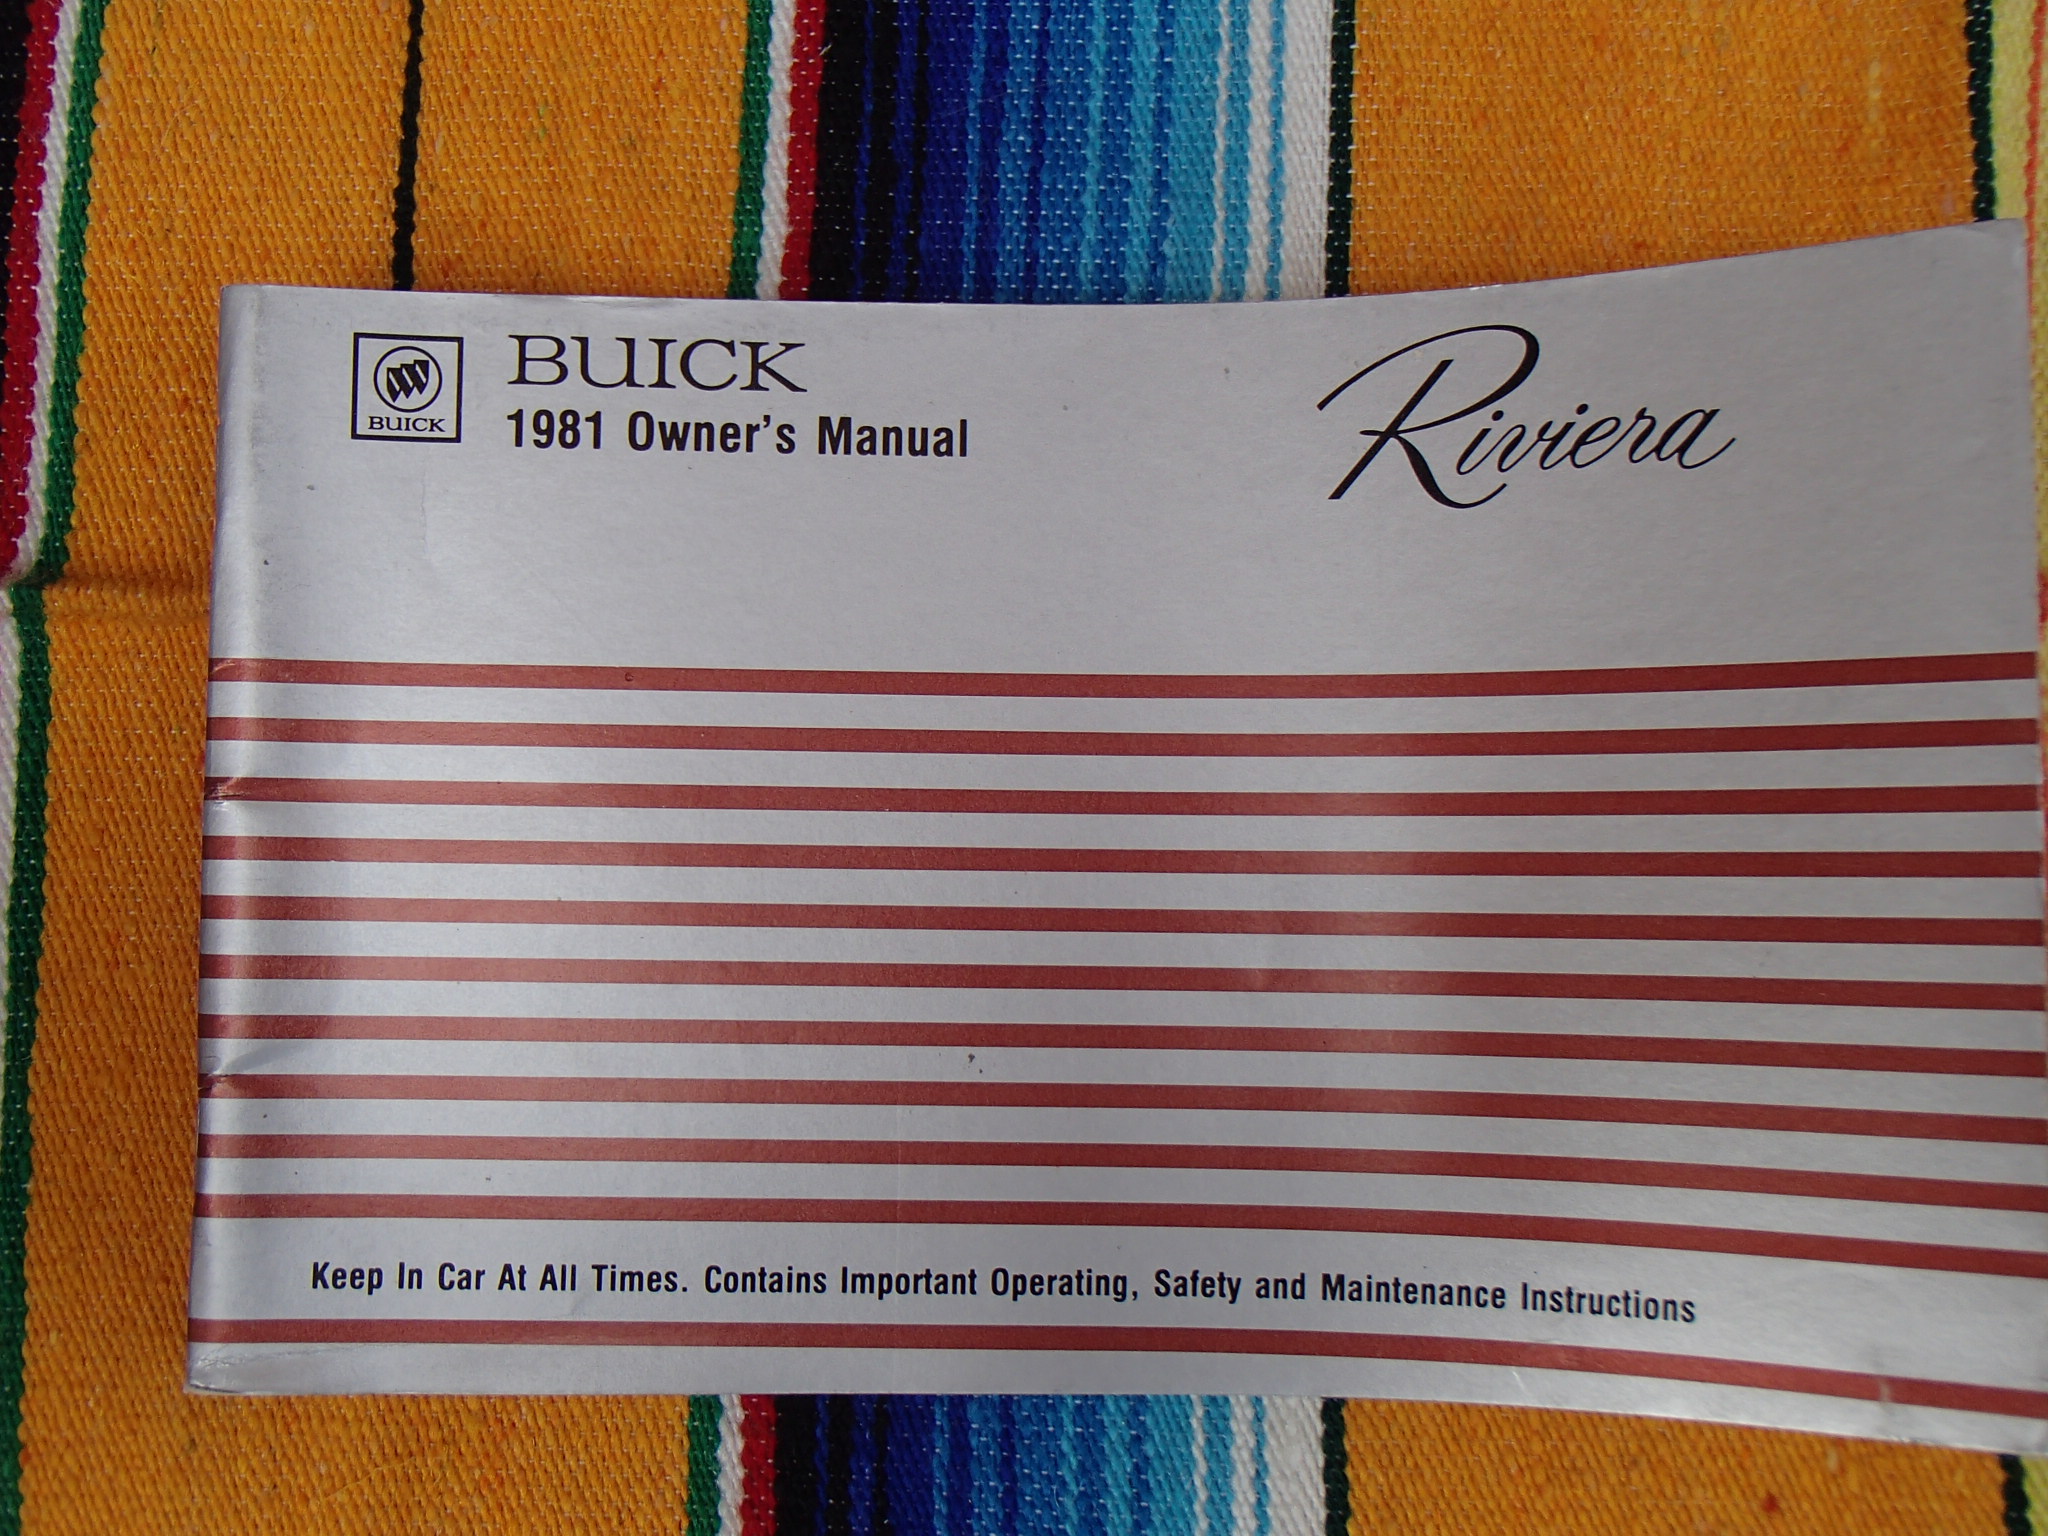 BUICK
BUICK
1981 Owner's Manual
Riviera
Keep In Car At All Times. Contains Important Operating, Safety and Maintenance Instructions